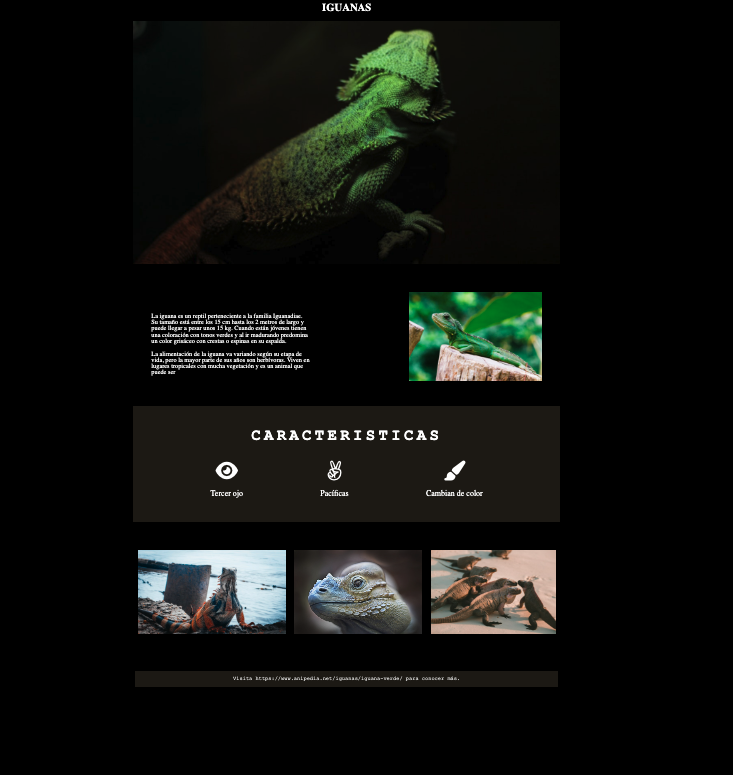 IGUANAS
La iguana es un reptil perteneciente a la familia Iguanadiae.
Su tamaño está entre los 15 cm hasta los 2 metros de largo y
puede llegar a pesar unos 15 kg. Cuando están jóvenes tienen
una coloración con tonos verdes y al ir madurando predomina
un color grisáceo con crestas o espinas en su espalda.
La alimentación de la iguana va variando según su etapa de
vida, pero la mayor parte de sus años son herbívoras. Viven en
lugares tropicales con mucha vegetación y es un animal que
puede ser
CARACTERISTICAS
Tercer ojo
Pacíficas
Cambian de color
Visita https://www.anipedia.net/iguanas/iguana-verde/ para conocer más.